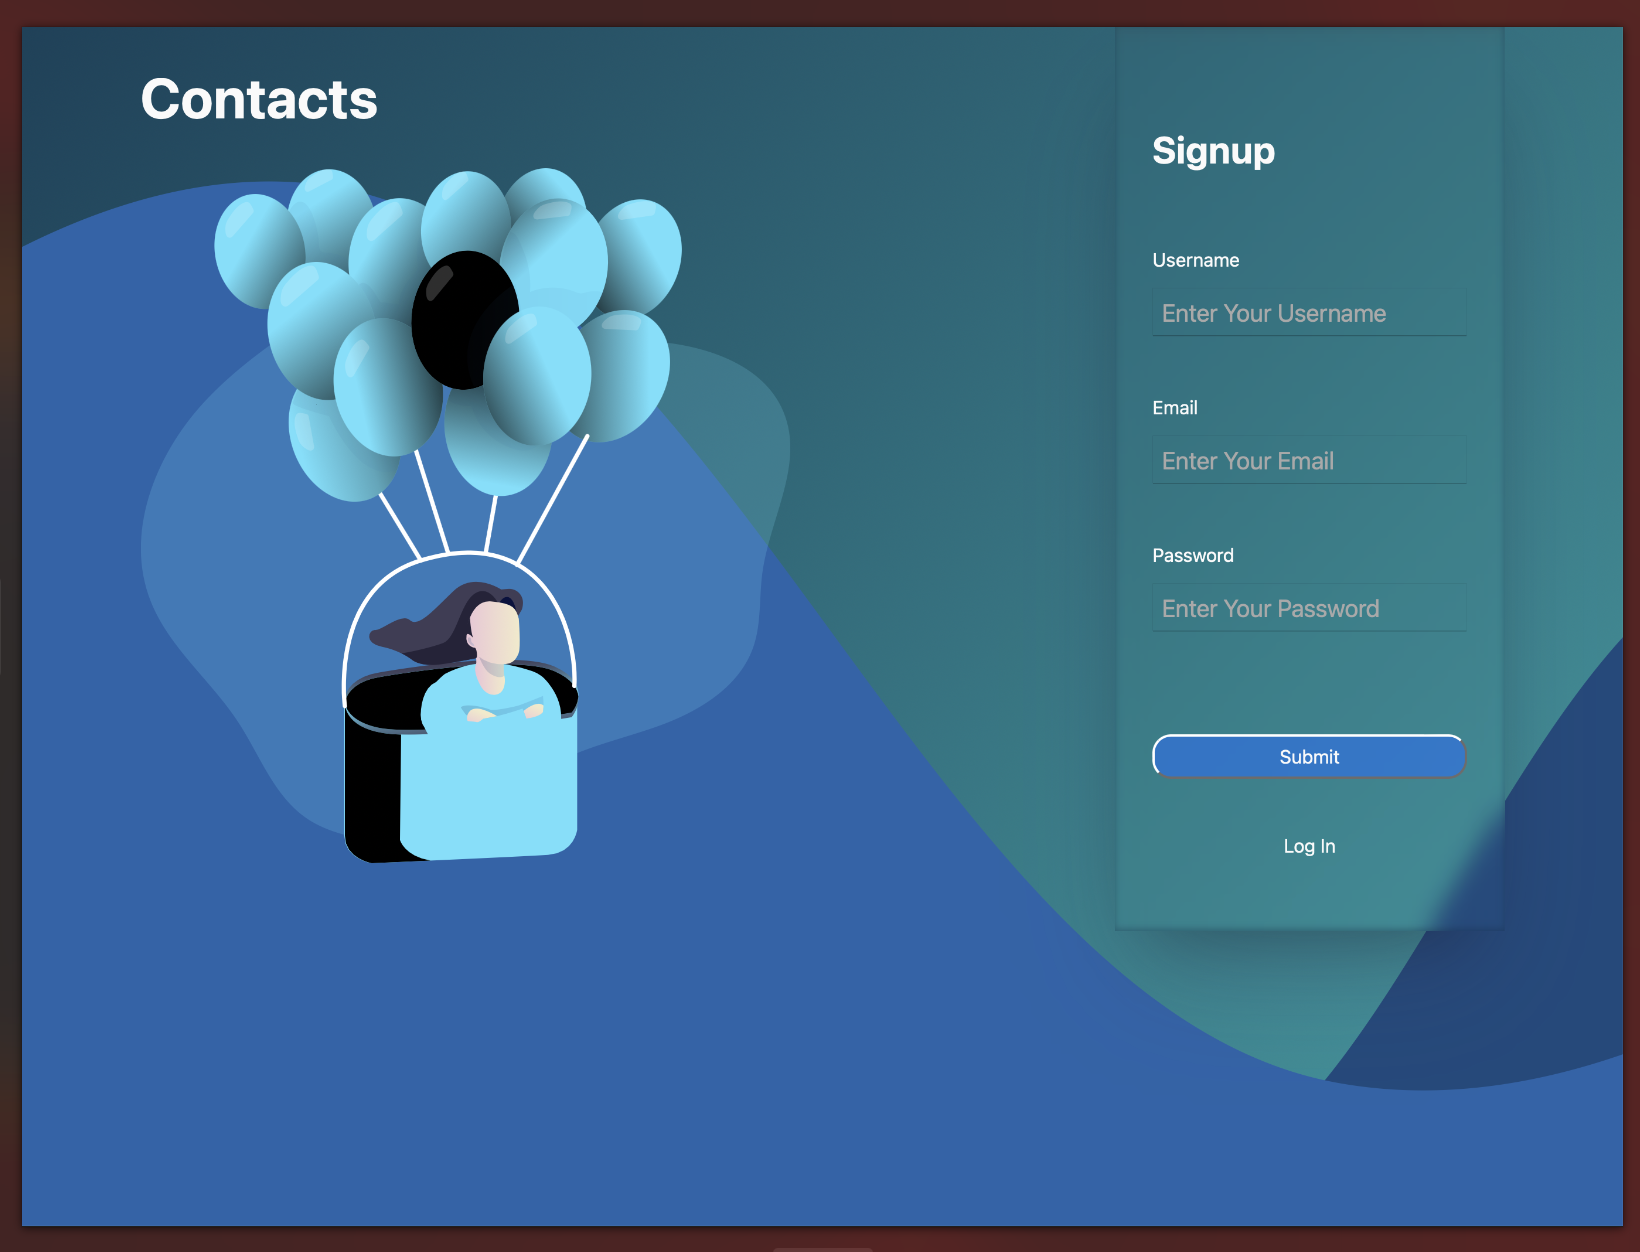 Contacts
Signup
Username
Enter Your Username
Email
Enter Your Email
Password
Enter Your Password
Submit
Log In